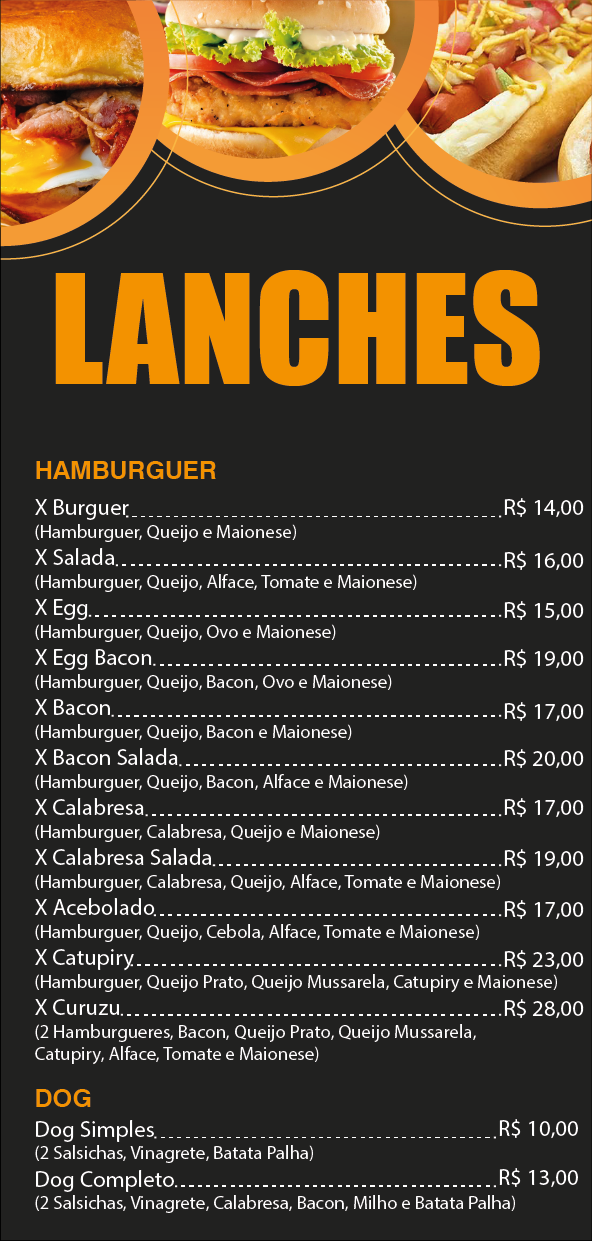 LANCHES
HAMBURGUER
X Burguer R$ 14,00
(Hamburguer, Queijo e Maionese)
X Salada R$ 16,00
(Hamburguer, Queijo, Alface, Tomate e Maionese)
X Egg R$ 15,00
(Hamburguer, Queijo, Ovo e Maionese)
X Egg Bacon R$ 19,00
(Hamburguer, Queijo, Bacon, Ovo e Maionese)
X Bacon R$ 17,00
(Hamburguer, Queijo, Bacon e Maionese)
X Bacon Salada R$ 20,00
(Hamburguer, Queijo, Bacon, Alface e Maionese)
X Calabresa R$ 17,00
(Hamburguer, Calabresa, Queijo e Maionese)
X Calabresa Salada R$ 19,00
(Hamburguer, Calabresa, Queijo, Alface, Tomate e Maionese)
X Acebolado R$ 17,00
(Hamburguer, Queijo, Cebola, Alface, Tomate e Maionese)
X Catupiry R$ 23,00
(Hamburguer, Queijo Prato, Queijo Mussarela, Catupiry e Maionese)
X Curuzu R$ 28,00
(2 Hamburgueres, Bacon, Queijo Prato, Queijo Mussarela,
Catupiry, Alface, Tomate e Maionese)
DOG
Dog Simples R$ 10,00
(2 Salsichas, Vinagrete, Batata Palha)
Dog Completo R$ 13,00
(2 Salsichas, Vinagrete, Calabresa, Bacon, Milho e Batata Palha)